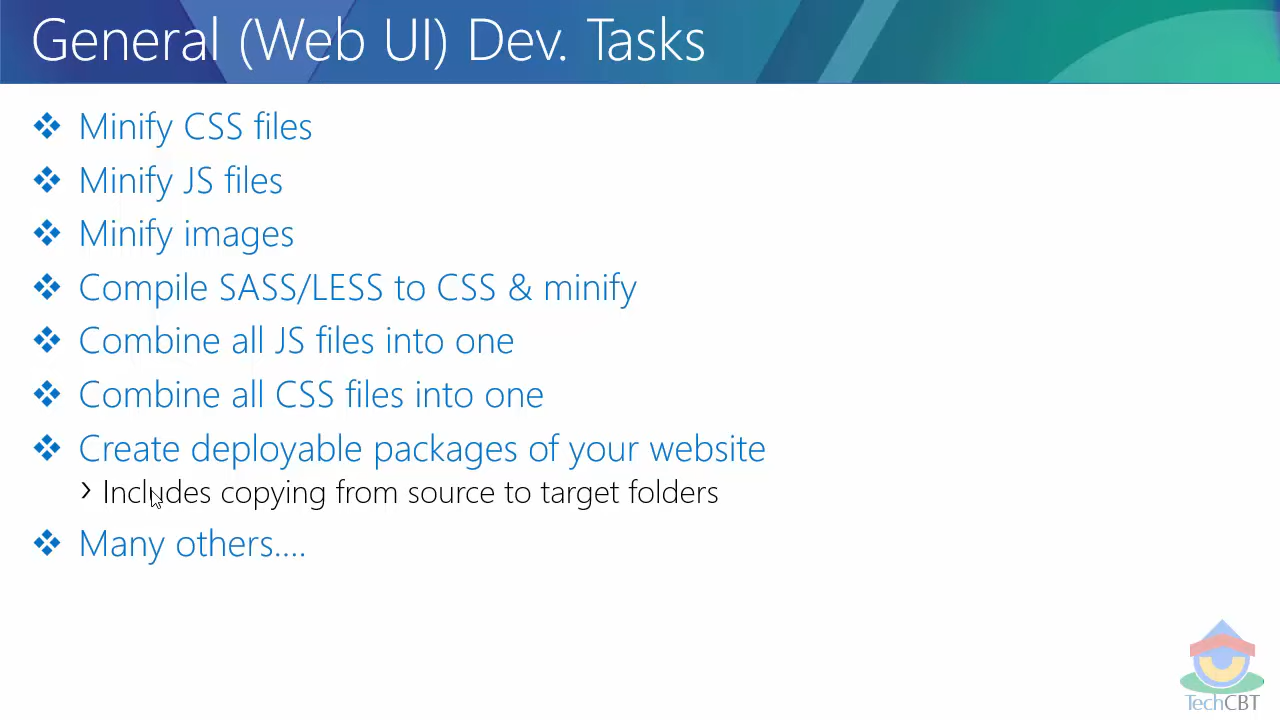 General (Web UI) Dev. Tasks
Minify CSS files
Minify JS files
Minify images
Compile SASS/LESS to CSS & minify
Combine all JS files into one
Combine all CSS files into one
Create deployable packages of your website
Includes copying from source to target folders
Many others....
TechCBT